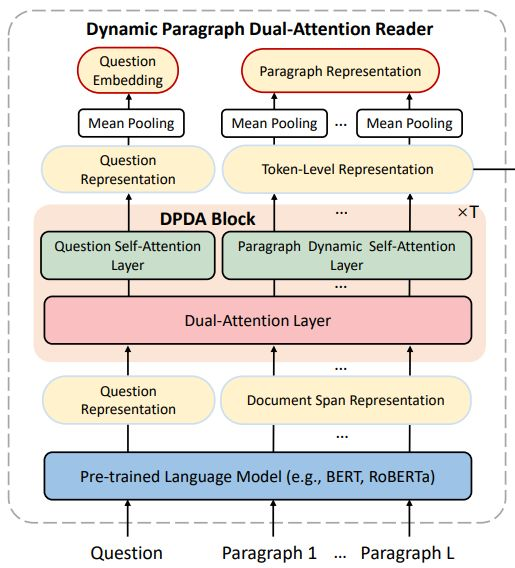 Dynamic Paragraph Dual-Attention Reader
Question
Embedding
Paragraph Representation
Mean Pooling
Mean Pooling
...
Mean Pooling
Question
Representation
Token-Level Representation
...
×T
DPDA Block
Question Self-Attention
Layer
Paragraph Dynamic Self-Attention
Layer
...
Dual-Attention Layer
...
Question
Representation
Document Span Representation
...
Pre-trained Language Model (e.g., BERT, RoBERTa)
Question
Paragraph 1 ... Paragraph L